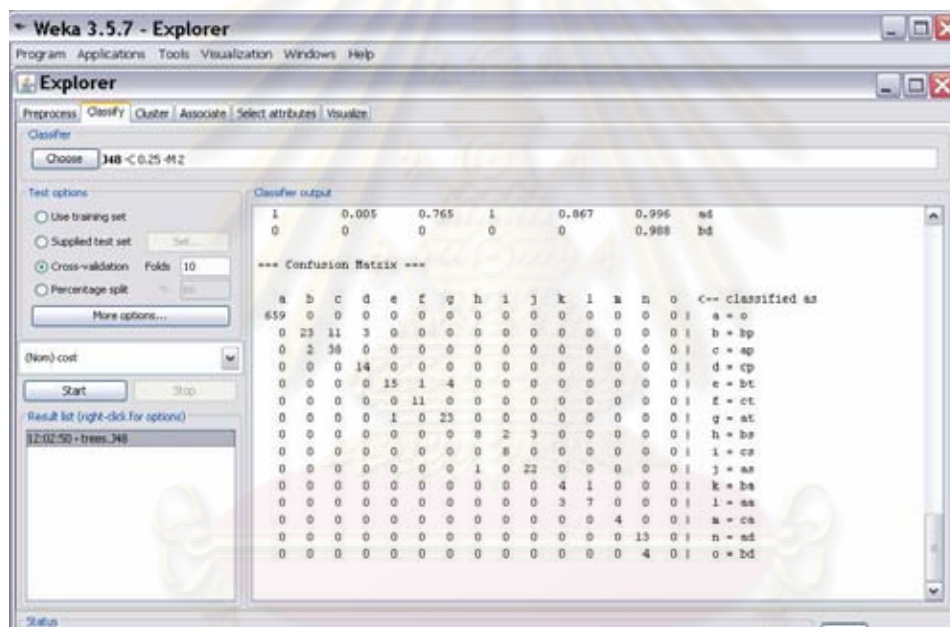 Weka 3.5.7 - Explorer
Program Applications Tools Visualization Windows Help
Explorer
Preprocess Classify Cluster Associate Select attributes Visualize
Classifier
Choose J48 -C 0.25 -M 2
Test options
Use training set
Supplied test set Set...
Cross-validation Folds 10
Percentage split
More options...
(Nom) cost
Start Stop
Result list (right-click for options)
12:02:50 - trees.J48
Classifier output
1 0.005 0.765 1 0.867 0.996 ad
0 0 0 0 0 0.988 bd
=== Confusion Matrix ===
a b c d e f g h i j k l m n o <-- classified as
659 0 0 0 0 0 0 0 0 0 0 0 0 0 0 | a = o
0 23 11 3 0 0 0 0 0 0 0 0 0 0 0 | b = bp
0 2 38 0 0 0 0 0 0 0 0 0 0 0 0 | c = ap
0 0 0 14 0 0 0 0 0 0 0 0 0 0 0 | d = cp
0 0 0 0 15 1 4 0 0 0 0 0 0 0 0 | e = bt
0 0 0 0 0 11 0 0 0 0 0 0 0 0 0 | f = ct
0 0 0 0 1 0 23 0 0 0 0 0 0 0 0 | g = at
0 0 0 0 0 0 0 8 2 3 0 0 0 0 0 | h = bs
0 0 0 0 0 0 0 0 8 0 0 0 0 0 0 | i = cs
0 0 0 0 0 0 0 1 0 22 0 0 0 0 0 | j = as
0 0 0 0 0 0 0 0 0 0 4 1 0 0 0 | k = ba
0 0 0 0 0 0 0 0 0 0 3 7 0 0 0 | l = aa
0 0 0 0 0 0 0 0 0 0 0 0 4 0 0 | m = ca
0 0 0 0 0 0 0 0 0 0 0 0 0 13 0 | n = ad
0 0 0 0 0 0 0 0 0 0 0 0 0 4 0 | o = bd
Status